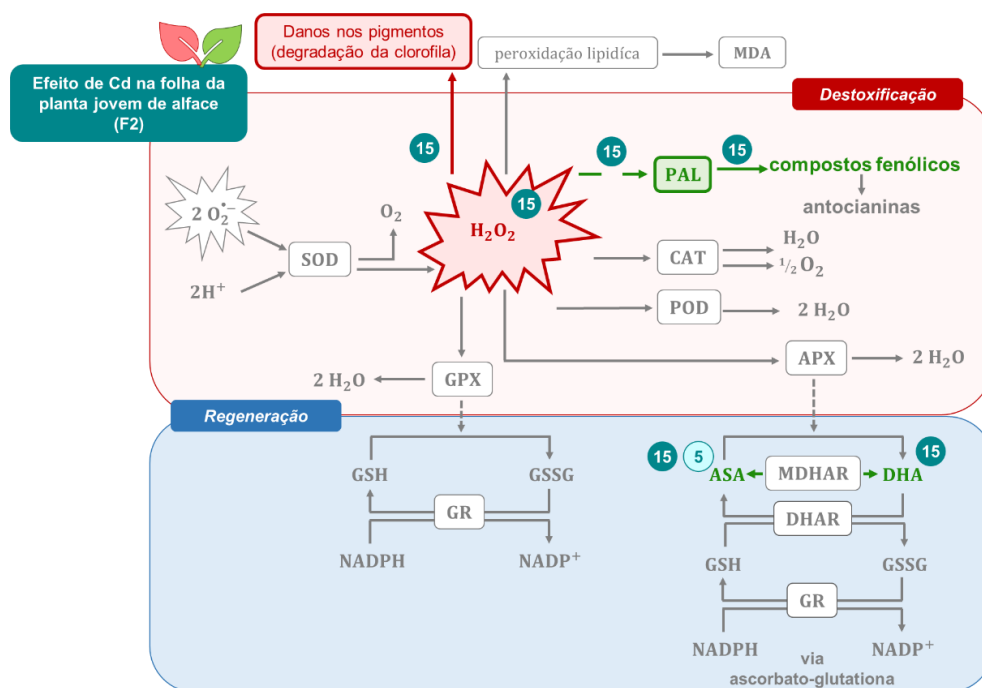 Danos nos pigmentos
(degradação da clorofila)
peroxidação lipidíca
MDA
Efeito de Cd na folha da
planta jovem de alface
(F2)
Destoxificação
15
15
15
PAL
compostos fenólicos
antocianinas
15
H₂O₂
2 O₂•−
2H⁺
SOD
O₂
CAT
H₂O
½ O₂
POD
2 H₂O
APX
2 H₂O
2 H₂O
GPX
Regeneração
GSH
GSSG
GR
NADPH
NADP⁺
15
5
15
ASA
MDHAR
DHA
DHAR
GSH
GSSG
GR
NADPH
NADP⁺
via
ascorbato-glutationa